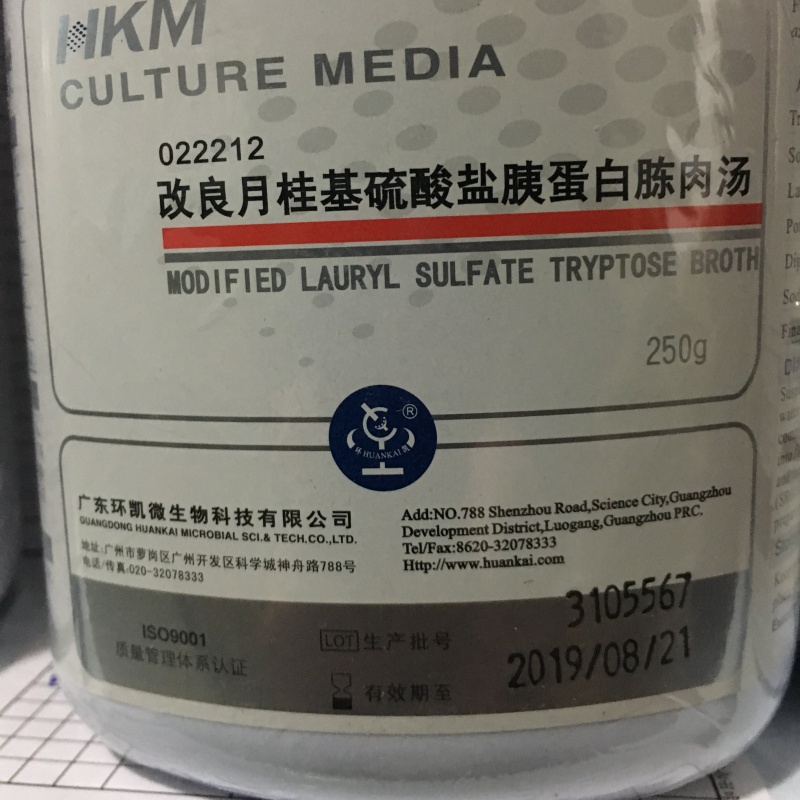 HKM
CULTURE MEDIA
022212
改良月桂基硫酸盐胰蛋白胨肉汤
MODIFIED LAURYL SULFATE TRYPTOSE BROTH
250g
®
环 HUANKAI 凯
广东环凯微生物科技有限公司
GUANGDONG HUANKAI MICROBIAL SCI.& TECH.CO.,LTD.
地址:广州市萝岗区广州开发区科学城神舟路788号
电话/传真:020-32078333
Add:NO.788 Shenzhou Road,Science City,Guangzhou
Development District,Luogang,Guangzhou PRC.
Tel/Fax:8620-32078333
Http://www.huankai.com
ISO9001
质量管理体系认证
LOT 生产批号 3105567
有效期至 2019/08/21